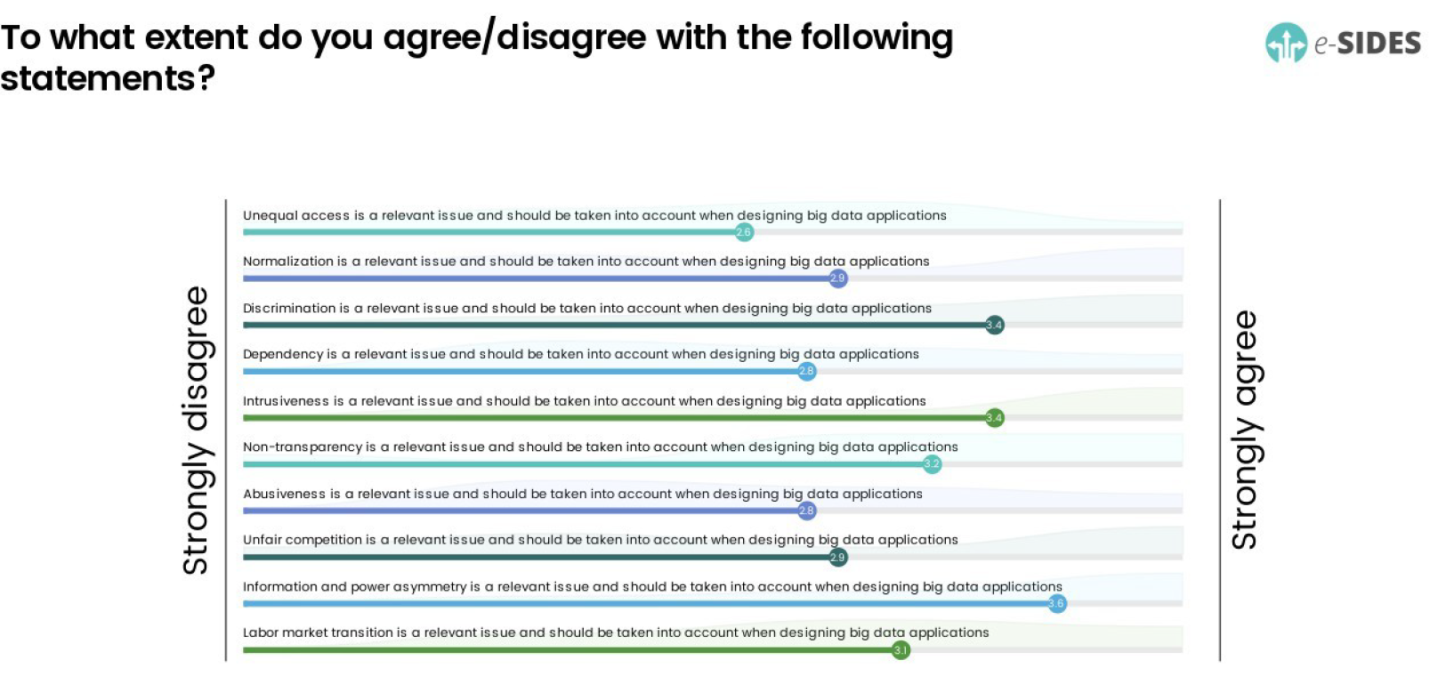 To what extent do you agree/disagree with the following
statements?
e-SIDES
Strongly disagree
Unequal access is a relevant issue and should be taken into account when designing big data applications
2.6
Normalization is a relevant issue and should be taken into account when designing big data applications
2.9
Discrimination is a relevant issue and should be taken into account when designing big data applications
3.4
Dependency is a relevant issue and should be taken into account when designing big data applications
2.8
Intrusiveness is a relevant issue and should be taken into account when designing big data applications
3.4
Non-transparency is a relevant issue and should be taken into account when designing big data applications
3.2
Abusiveness is a relevant issue and should be taken into account when designing big data applications
2.8
Unfair competition is a relevant issue and should be taken into account when designing big data applications
2.9
Information and power asymmetry is a relevant issue and should be taken into account when designing big data applications
3.6
Labor market transition is a relevant issue and should be taken into account when designing big data applications
3.1
Strongly agree